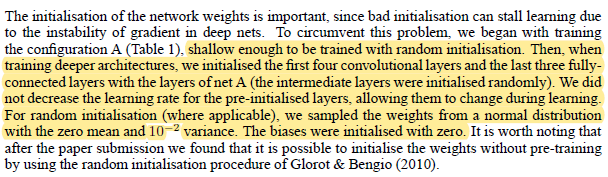 The initialisation of the network weights is important, since bad initialisation can stall learning due
to the instability of gradient in deep nets. To circumvent this problem, we began with training
the configuration A (Table 1), shallow enough to be trained with random initialisation. Then, when
training deeper architectures, we initialised the first four convolutional layers and the last three fully-
connected layers with the layers of net A (the intermediate layers were initialised randomly). We did
not decrease the learning rate for the pre-initialised layers, allowing them to change during learning.
For random initialisation (where applicable), we sampled the weights from a normal distribution
with the zero mean and 10⁻² variance. The biases were initialised with zero. It is worth noting that
after the paper submission we found that it is possible to initialise the weights without pre-training
by using the random initialisation procedure of Glorot & Bengio (2010).